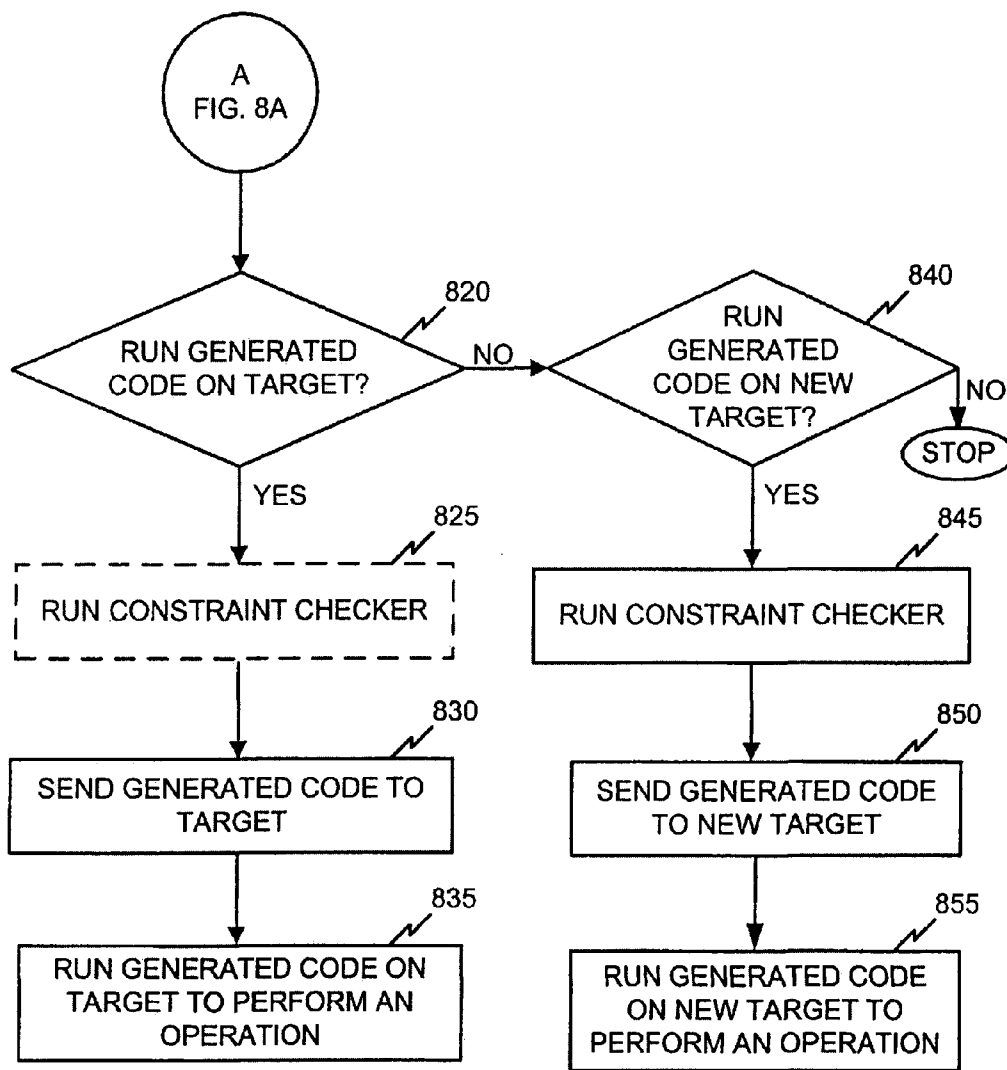 A
FIG. 8A
820
RUN GENERATED
CODE ON TARGET?
NO
840
RUN
GENERATED
CODE ON NEW
TARGET?
NO
STOP
YES
825
RUN CONSTRAINT CHECKER
830
SEND GENERATED CODE TO
TARGET
835
RUN GENERATED CODE ON
TARGET TO PERFORM AN
OPERATION
YES
845
RUN CONSTRAINT CHECKER
850
SEND GENERATED CODE
TO NEW TARGET
855
RUN GENERATED CODE
ON NEW TARGET TO
PERFORM AN OPERATION